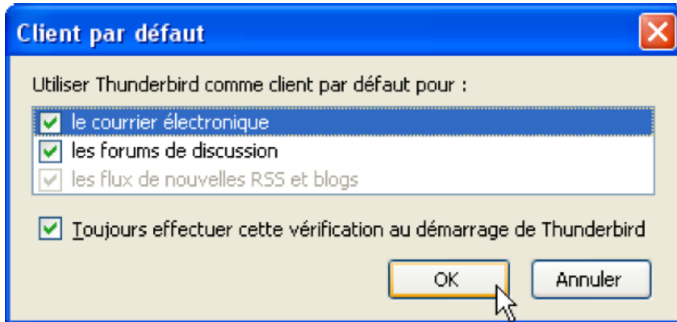 Client par défaut
Utiliser Thunderbird comme client par défaut pour :
le courrier électronique
les forums de discussion
les flux de nouvelles RSS et blogs
Toujours effectuer cette vérification au démarrage de Thunderbird
OK Annuler